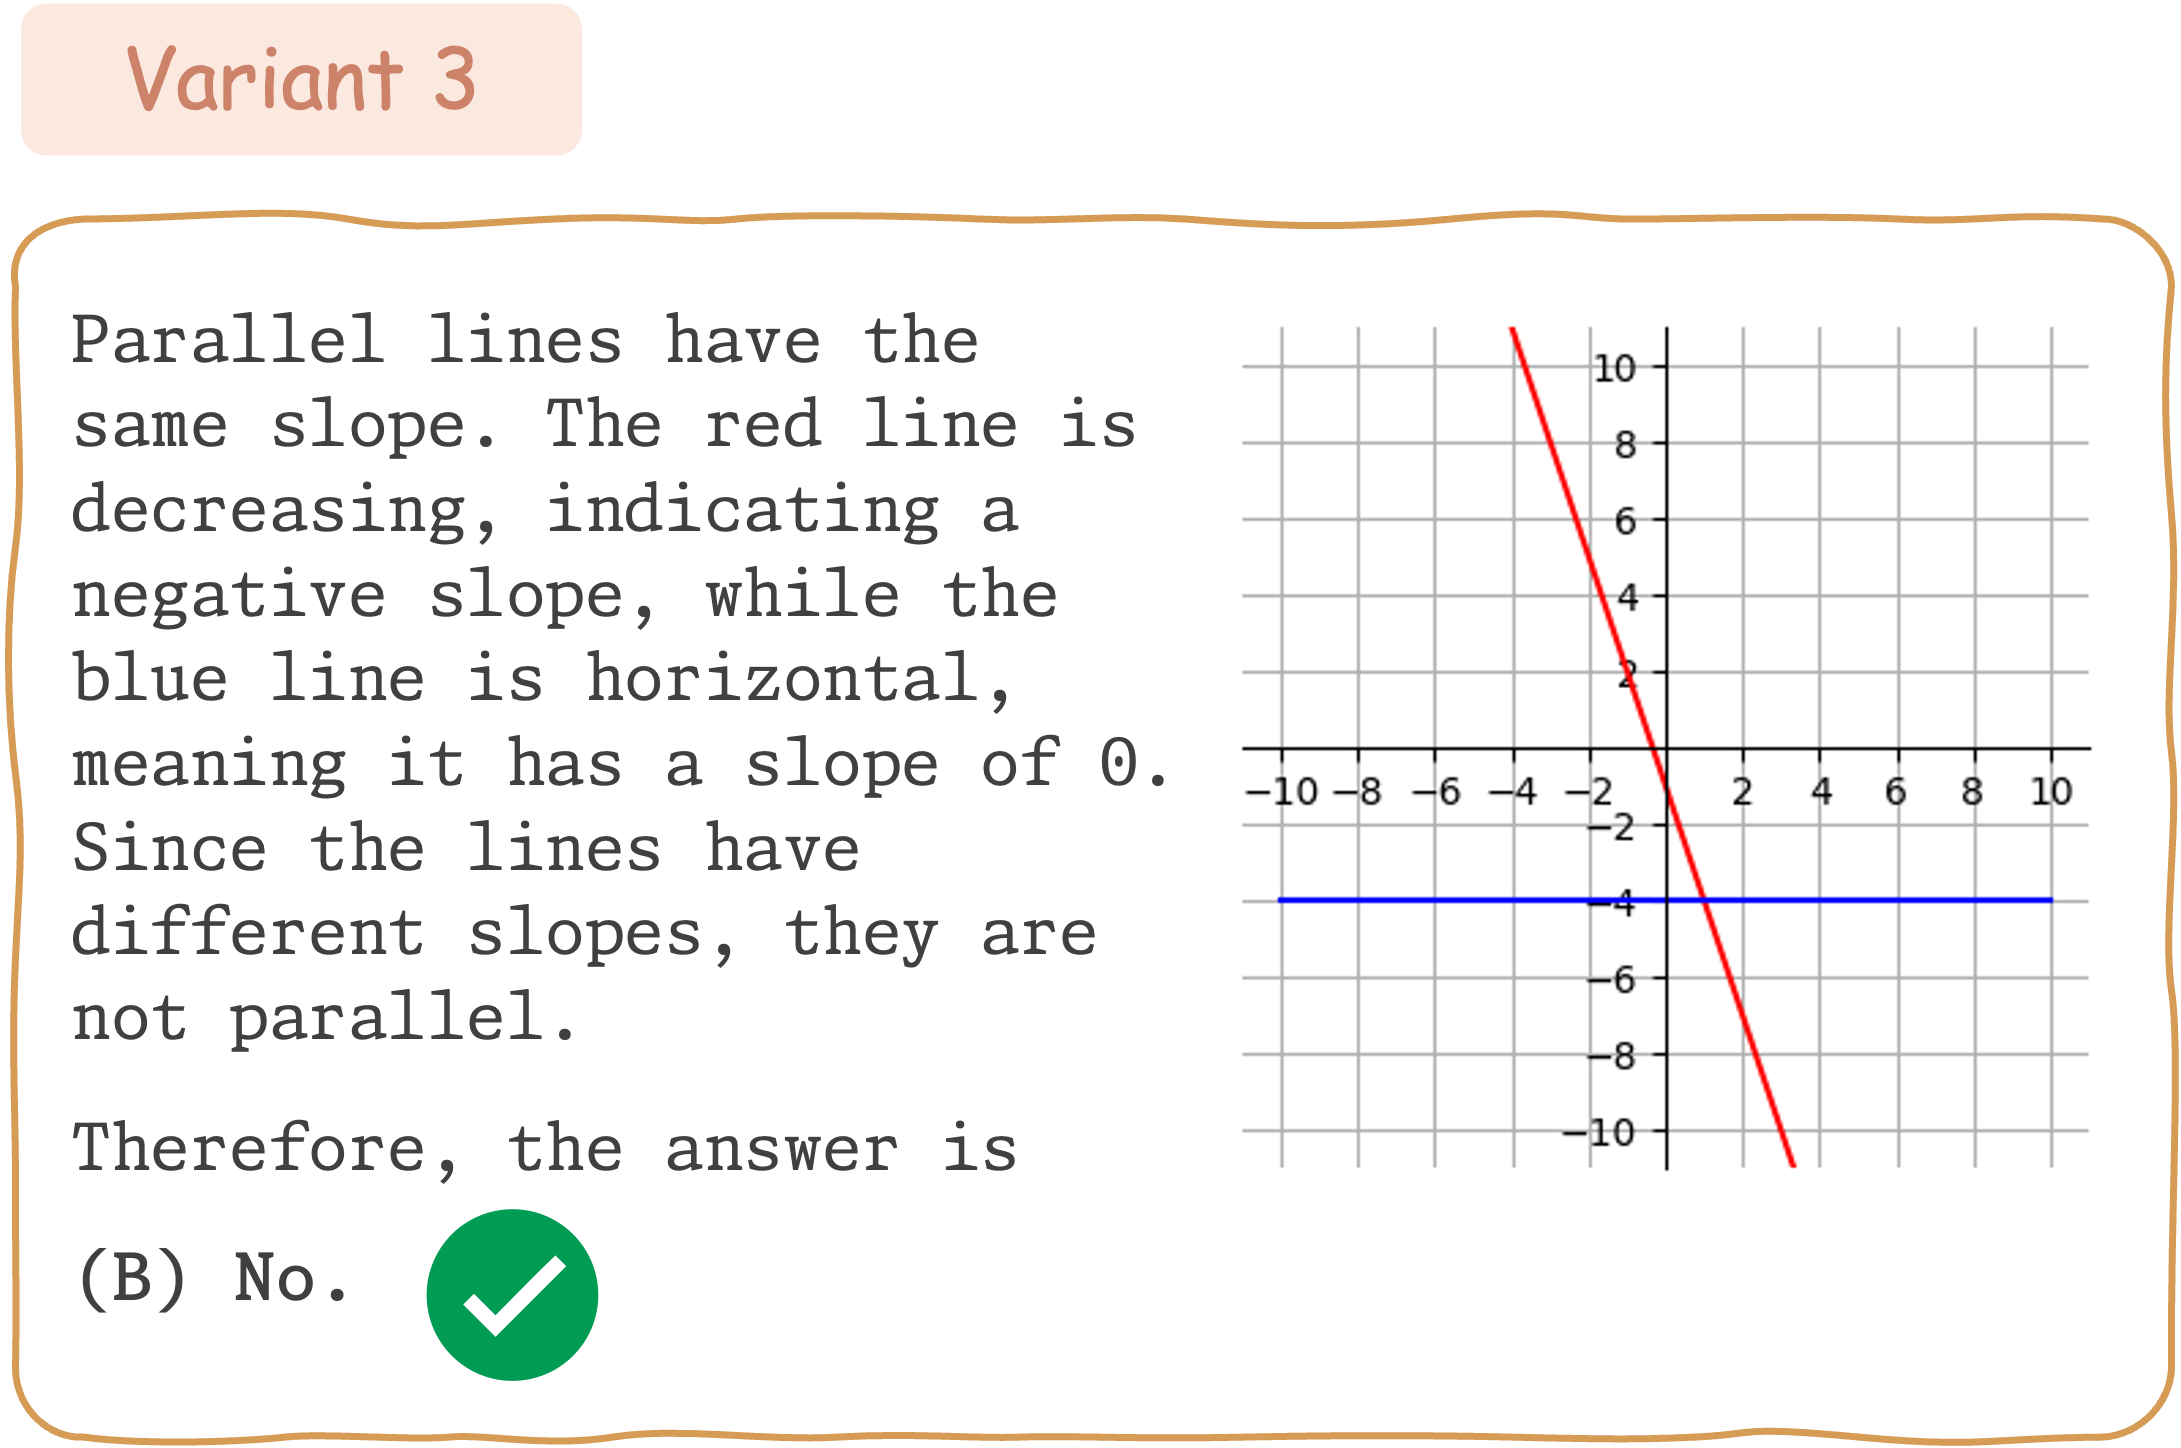 Variant 3
Parallel lines have the
same slope. The red line is
decreasing, indicating a
negative slope, while the
blue line is horizontal,
meaning it has a slope of 0.
Since the lines have
different slopes, they are
not parallel.
Therefore, the answer is
(B) No.
10
8
6
4
2
−10 −8 −6 −4 −2 2 4 6 8 10
−2
−4
−6
−8
−10